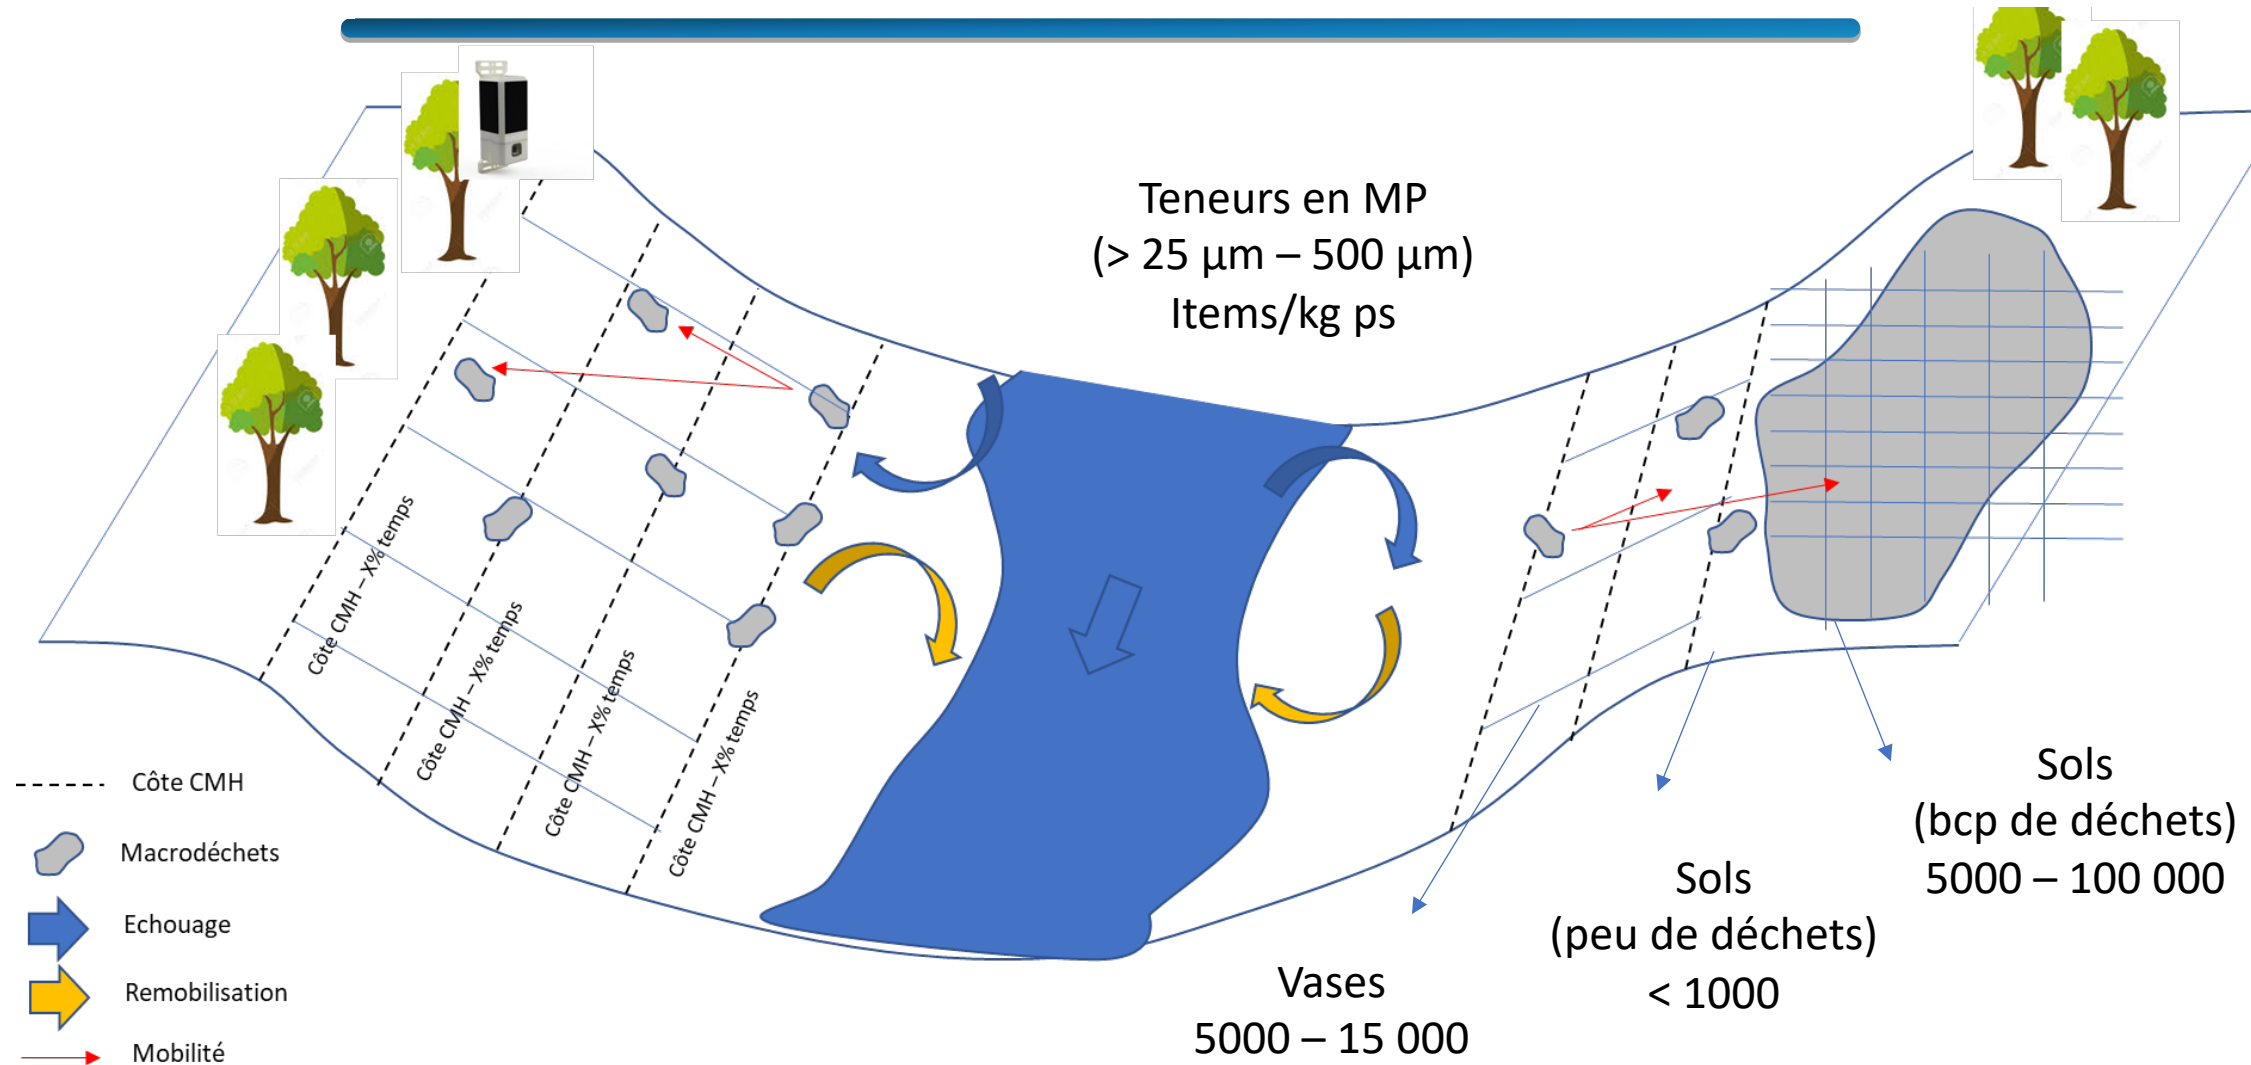 Teneurs en MP
(> 25 µm – 500 µm)
Items/kg ps
Côte CMH – X% temps
Côte CMH – X% temps
Côte CMH – X% temps
Côte CMH – X% temps
Côte CMH
Macrodéchets
Echouage
Remobilisation
Mobilité
Vases
5000 – 15 000
Sols
(peu de déchets)
< 1000
Sols
(bcp de déchets)
5000 – 100 000